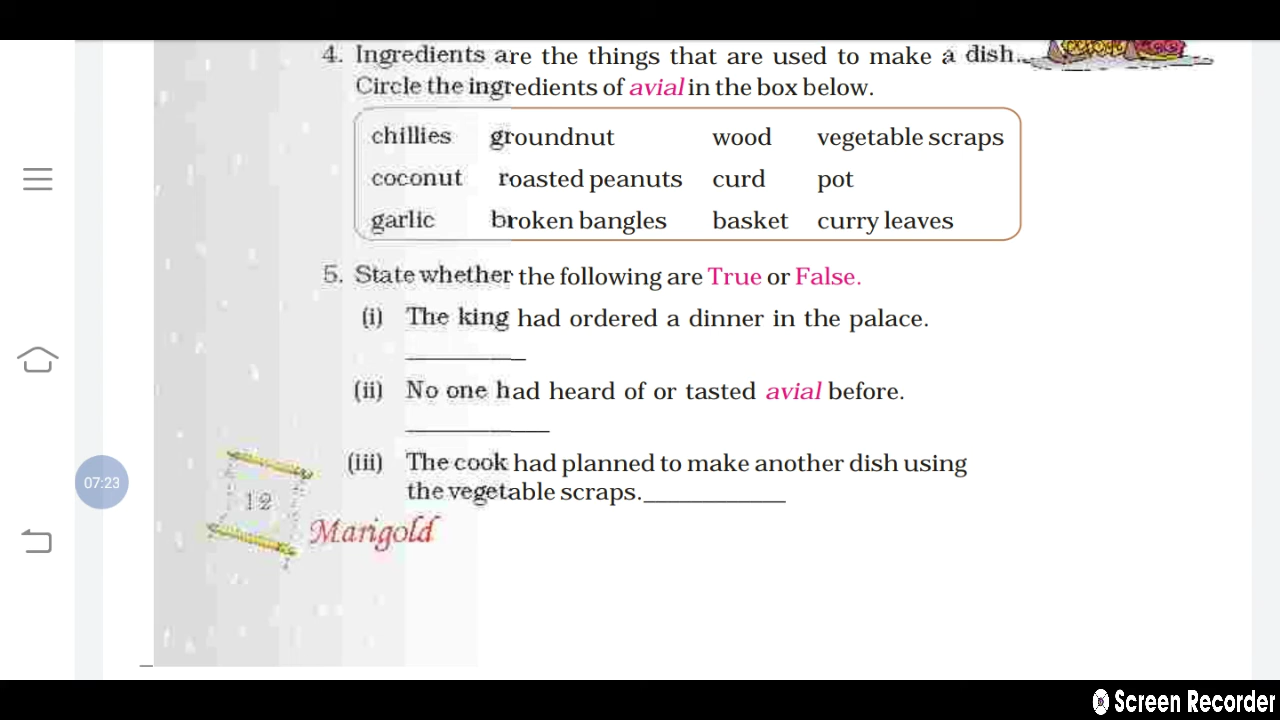 4. Ingredients are the things that are used to make a dish.
Circle the ingredients of avial in the box below.
chillies groundnut wood vegetable scraps
coconut roasted peanuts curd pot
garlic broken bangles basket curry leaves
5. State whether the following are True or False.
(i) The king had ordered a dinner in the palace.
(ii) No one had heard of or tasted avial before.
(iii) The cook had planned to make another dish using
the vegetable scraps.
07:23
12
Marigold
Screen Recorder